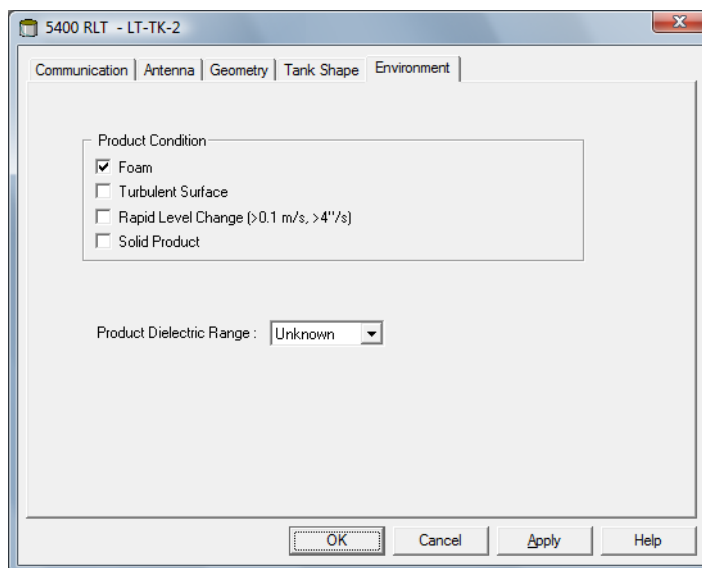 5400 RLT - LT-TK-2
Communication Antenna Geometry Tank Shape Environment
Product Condition
Foam
Turbulent Surface
Rapid Level Change (>0.1 m/s, >4"/s)
Solid Product
Product Dielectric Range : Unknown
OK Cancel Apply Help